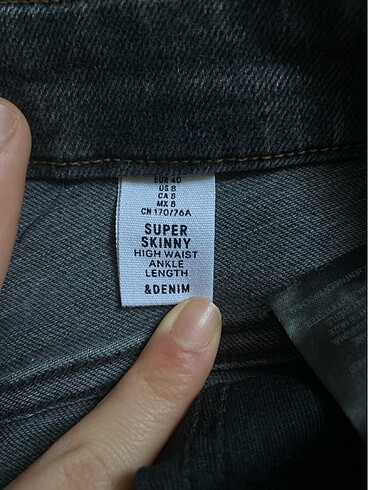 EUR 40
US 8
CA 8
MX 8
CN 170/76A
SUPER
SKINNY
HIGH WAIST
ANKLE
LENGTH
&DENIM